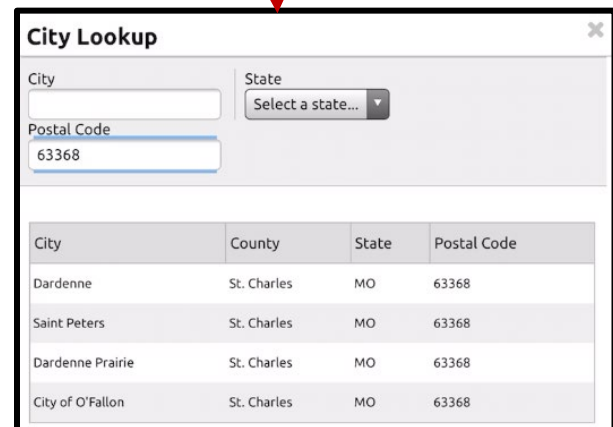 City Lookup
City State
Select a state...
Postal Code
63368
City County State Postal Code
Dardenne St. Charles MO 63368
Saint Peters St. Charles MO 63368
Dardenne Prairie St. Charles MO 63368
City of O'Fallon St. Charles MO 63368